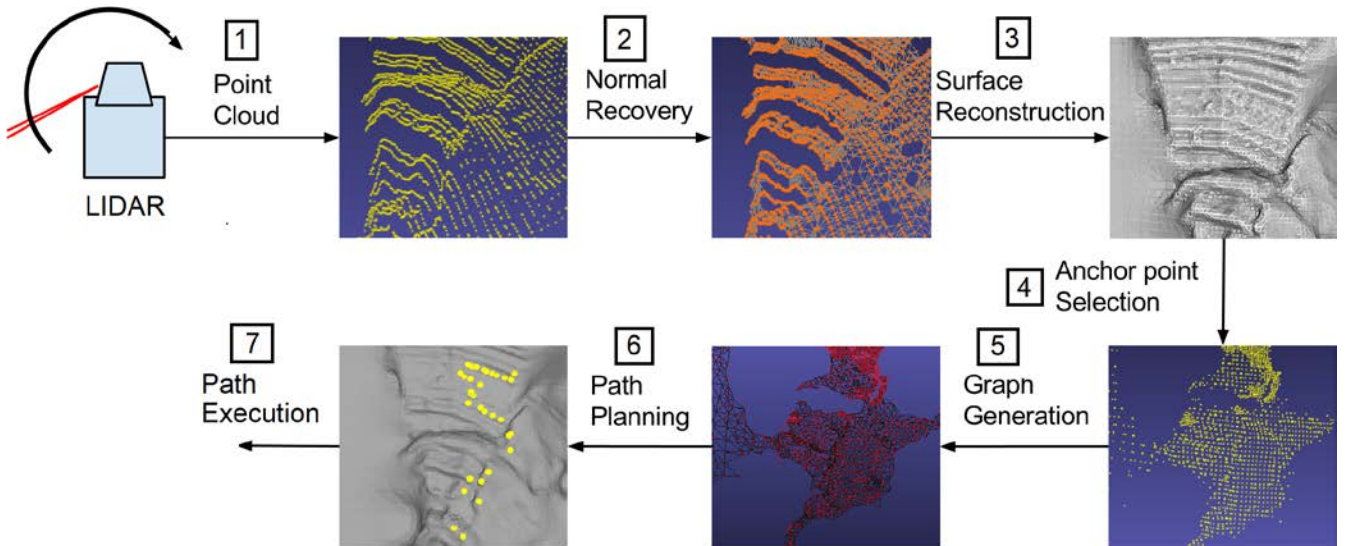 1
Point
Cloud
LIDAR
2
Normal
Recovery
3
Surface
Reconstruction
4
Anchor point
Selection
5
Graph
Generation
6
Path
Planning
7
Path
Execution